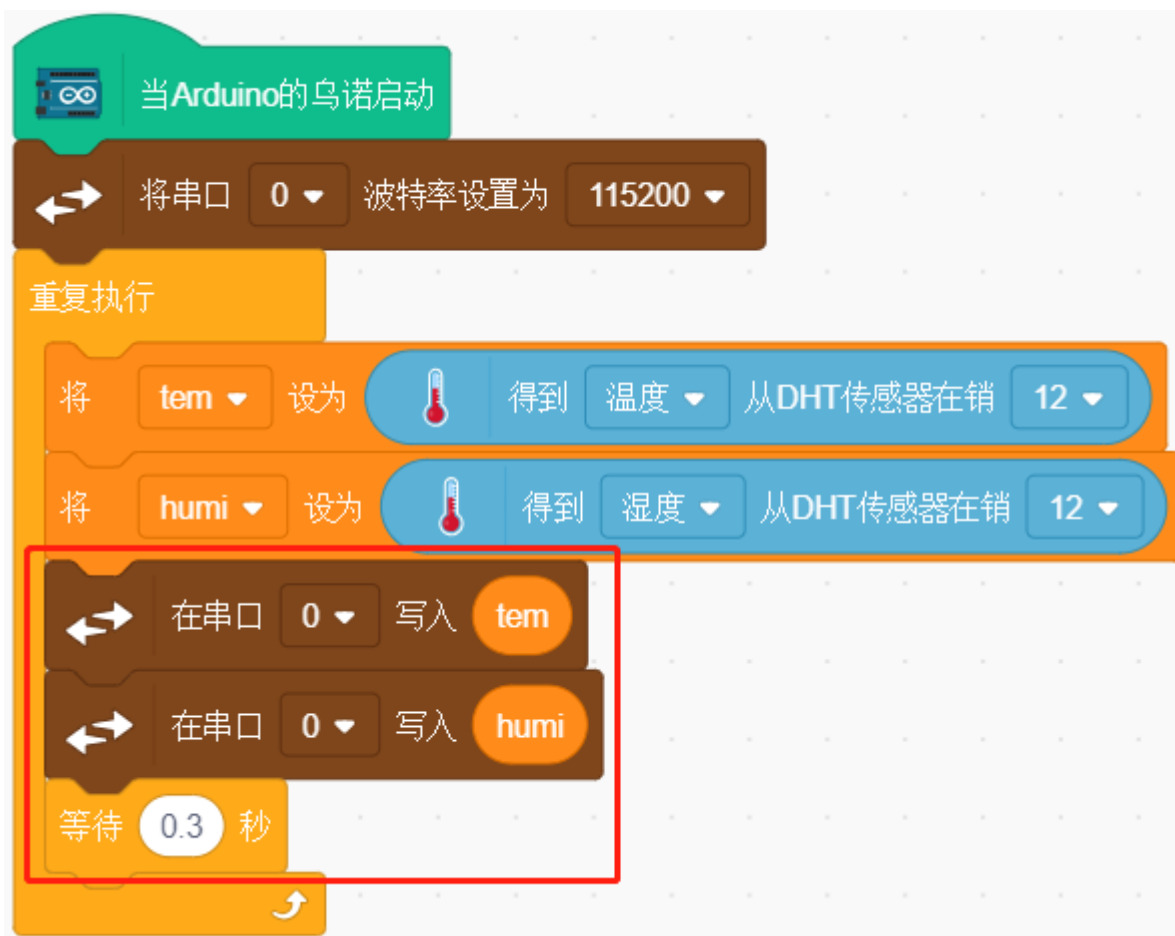 当Arduino的乌诺启动
将串口 0 波特率设置为 115200
重复执行
将 tem 设为 得到 温度 从DHT传感器在销 12
将 humi 设为 得到 湿度 从DHT传感器在销 12
在串口 0 写入 tem
在串口 0 写入 humi
等待 0.3 秒